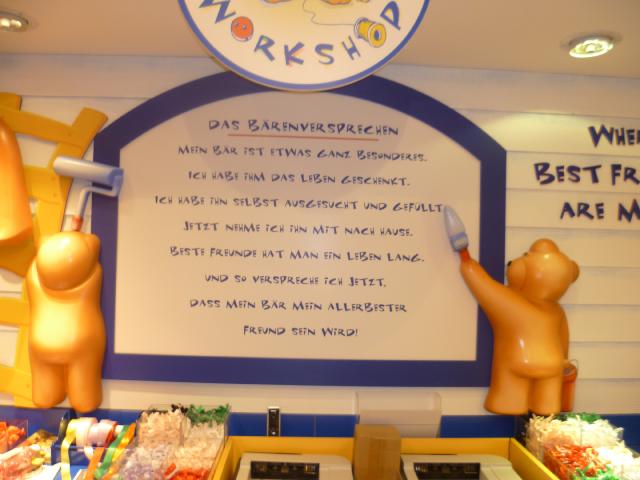 WORKSHOP
DAS BÄRENVERSPRECHEN
MEIN BÄR IST ETWAS GANZ BESONDERES.
ICH HABE IHM DAS LEBEN GESCHENKT.
ICH HABE IHN SELBST AUSGESUCHT UND GEFÜLLT.
JETZT NEHME ICH IHN MIT NACH HAUSE.
BESTE FREUNDE HAT MAN EIN LEBEN LANG.
UND SO VERSPRECHE ICH JETZT,
DASS MEIN BÄR MEIN ALLERBESTER
FREUND SEIN WIRD!
WHE
BEST FR
ARE M